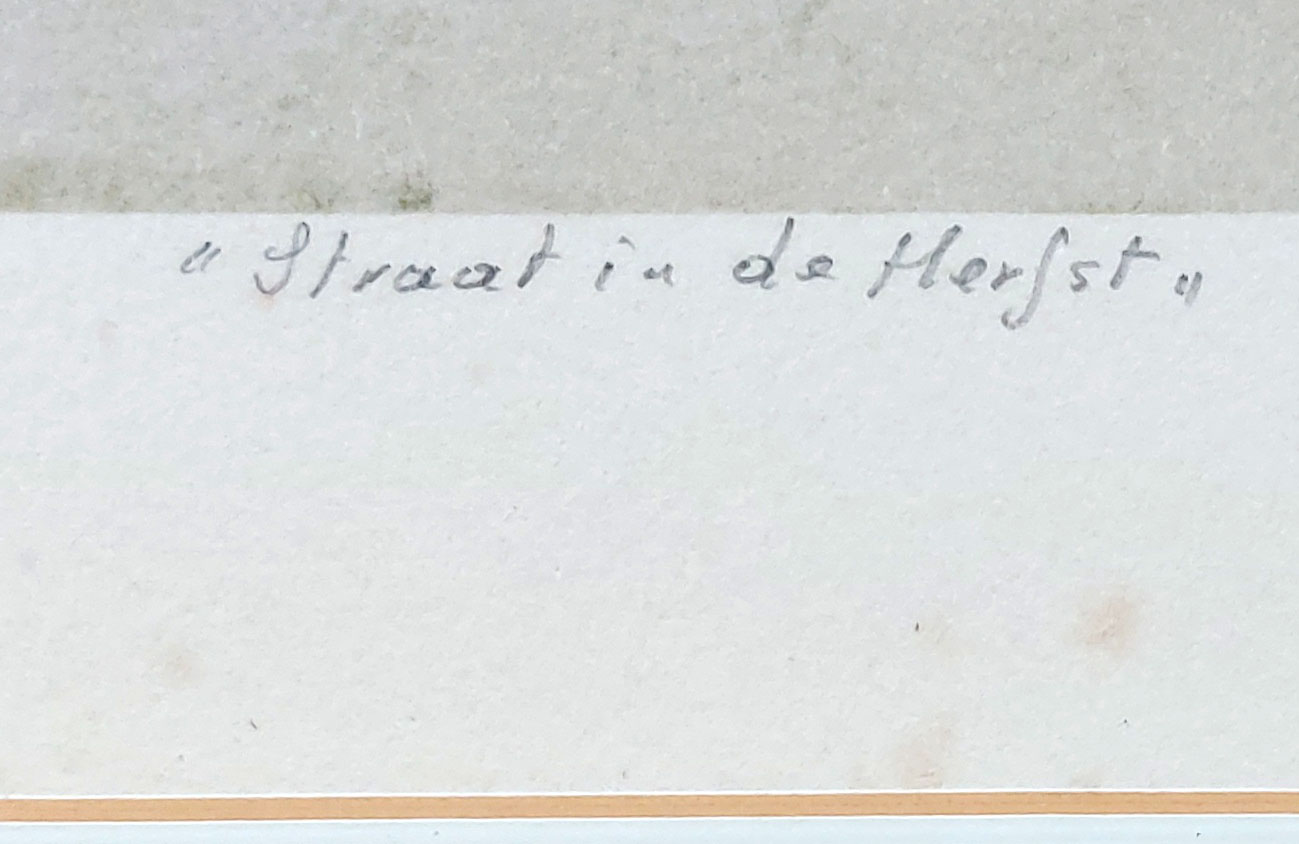 " Straat in de Herfst "